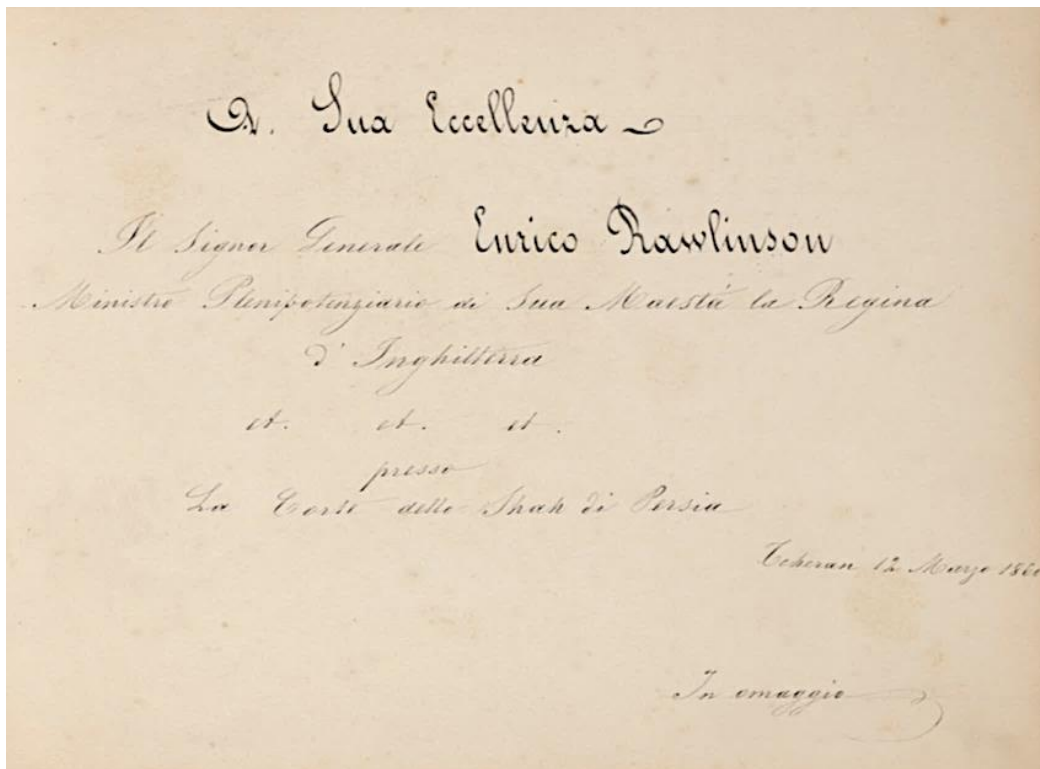 A. Sua Eccellenza
Il Signor Generale Enrico Rawlinson
Ministro Plenipotenziario di Sua Maestà la Regina
d'Inghilterra
et. et. et.
presso
La Corte dello Shah di Persia
Teheran 12 Marzo 1860
In omaggio